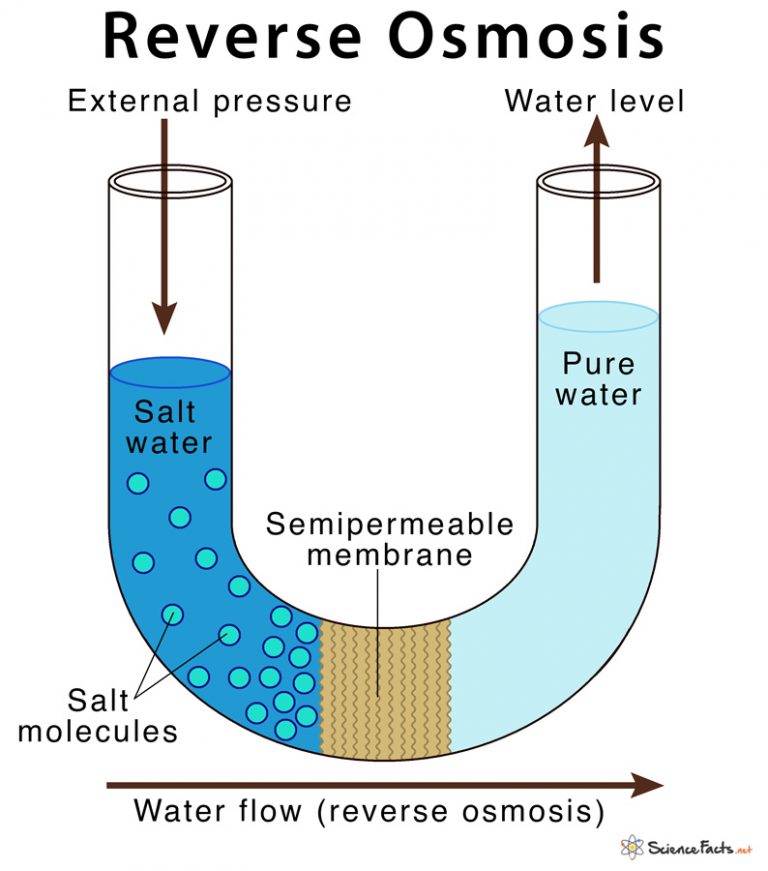 Reverse Osmosis
External pressure
Water level
Salt
water
Pure
water
Semipermeable
membrane
Salt
molecules
Water flow (reverse osmosis)
ScienceFacts.net